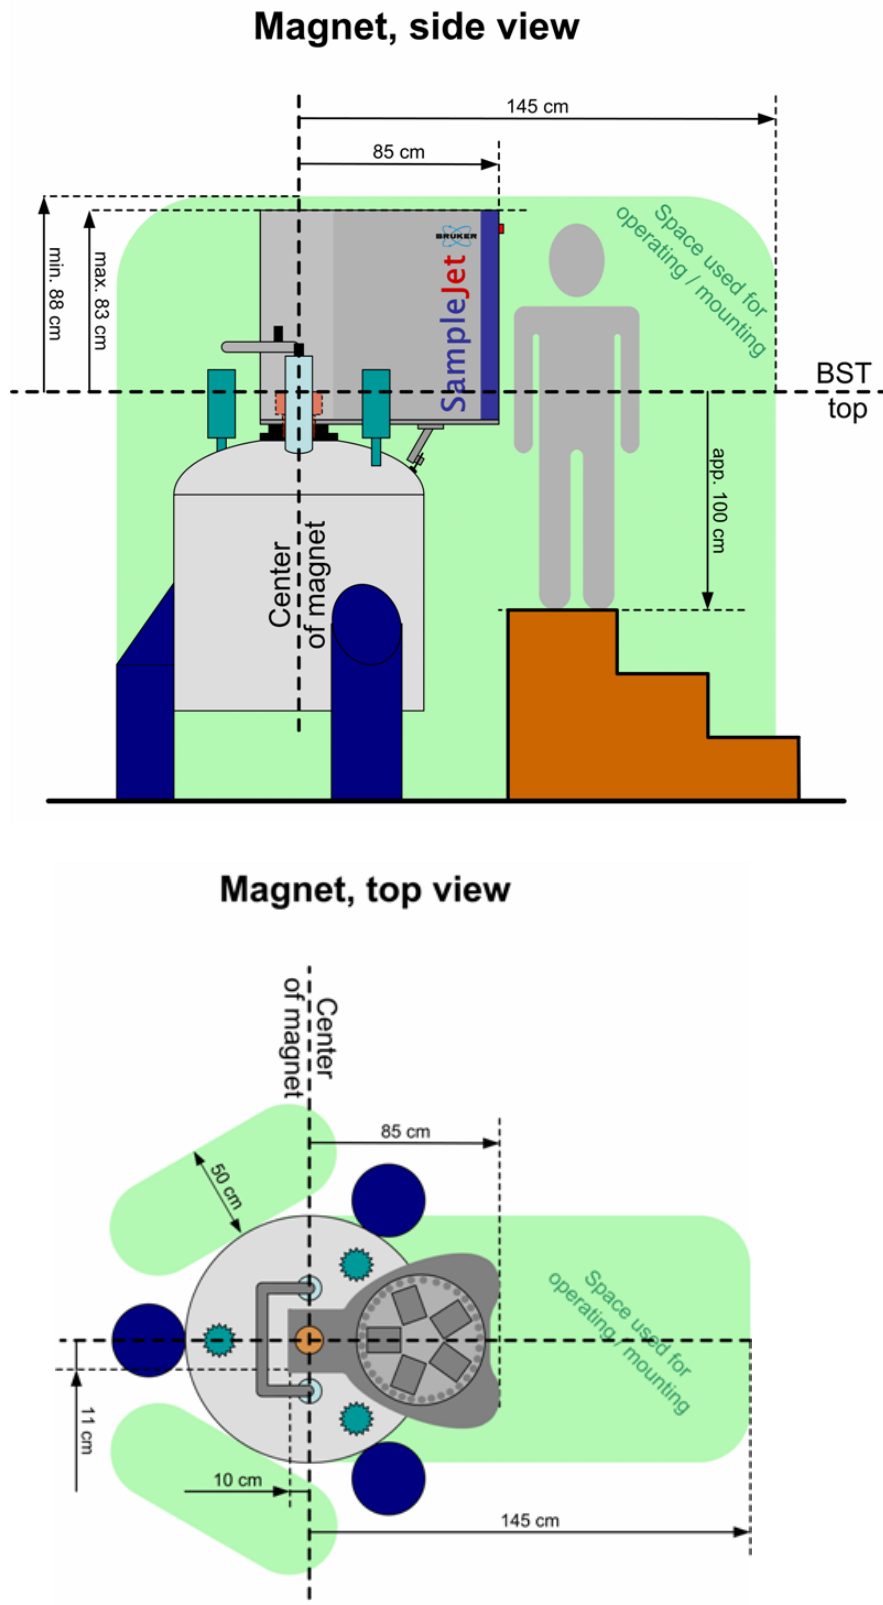 Magnet, side view
145 cm
85 cm
min. 88 cm
max. 83 cm
BRUKER
SampleJet
Space used for
operating / mounting
BST
top
app. 100 cm
Center
of magnet
Magnet, top view
Center
of magnet
85 cm
50 cm
Space used for
operating / mounting
11 cm
10 cm
145 cm